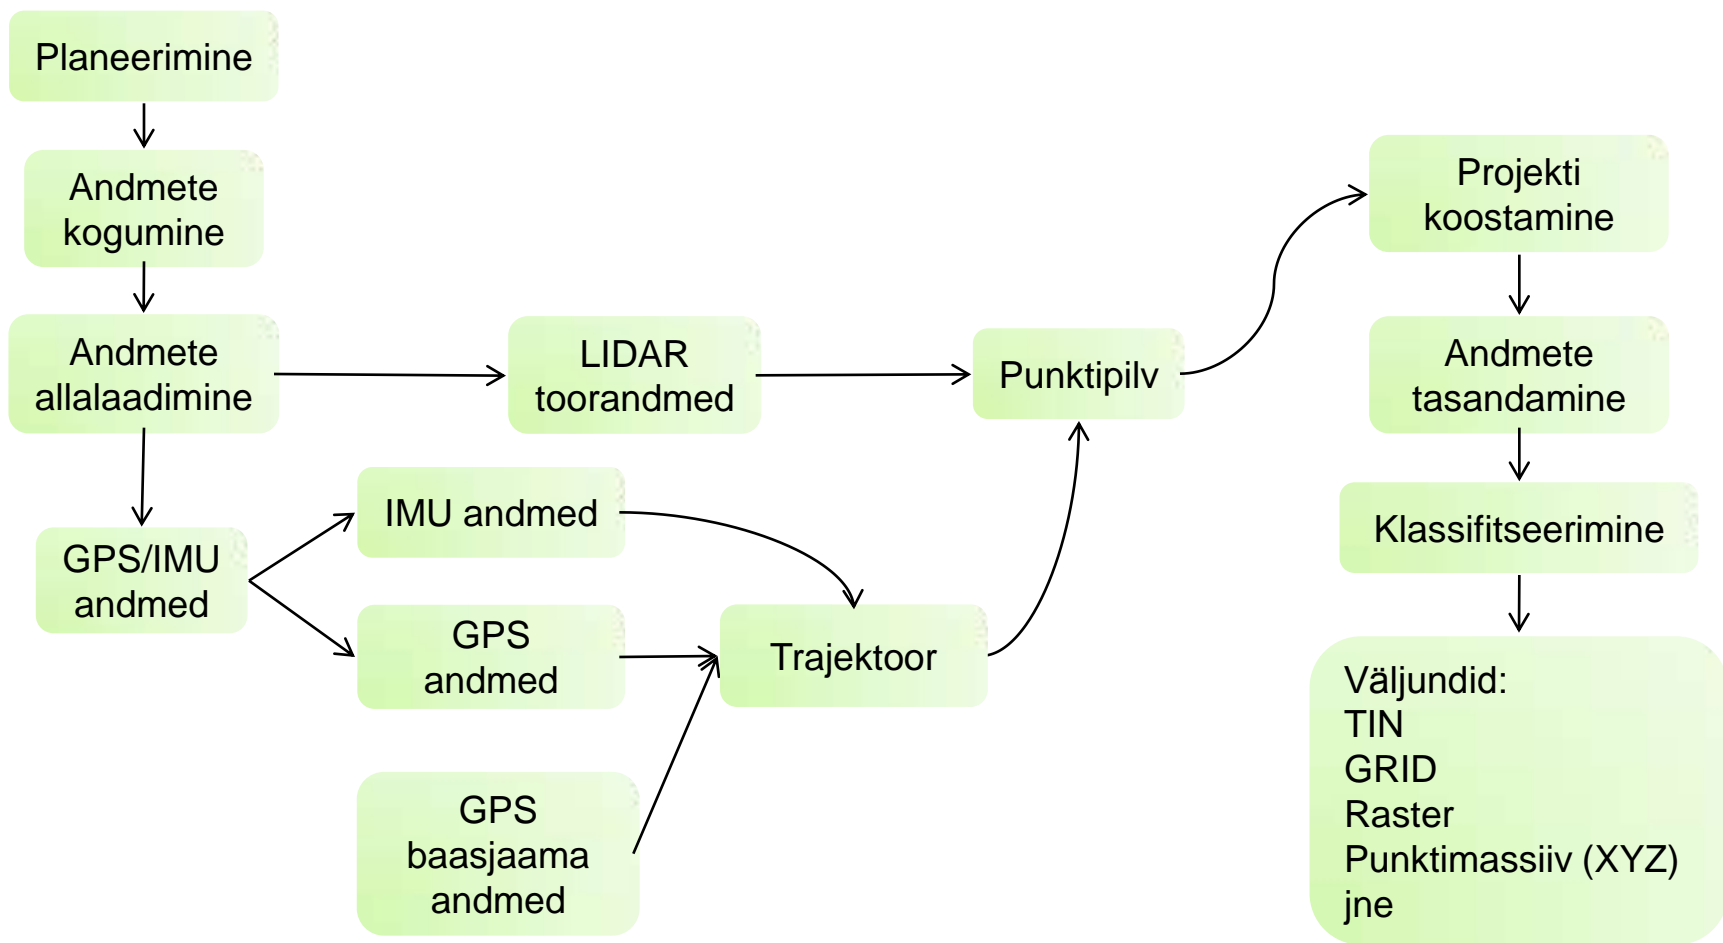 Planeerimine
Andmete
kogumine
Andmete
allalaadimine
GPS/IMU
andmed
LIDAR
toorandmed
IMU andmed
GPS
andmed
GPS
baasjaama
andmed
Trajektoor
Punktipilv
Projekti
koostamine
Andmete
tasandamine
Klassifitseerimine
Väljundid:
TIN
GRID
Raster
Punktimassiiv (XYZ)
jne